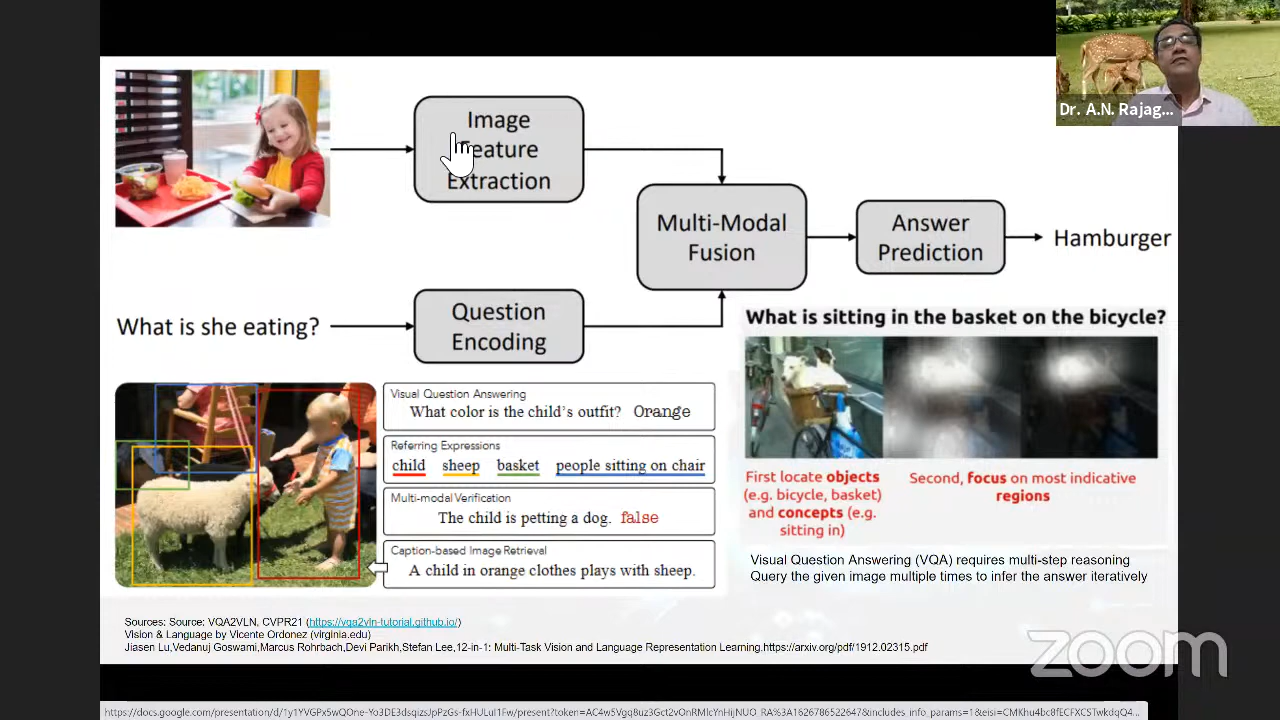 Dr. A.N. Rajag...
Image
Feature
Extraction
Multi-Modal
Fusion
Answer
Prediction
Hamburger
What is she eating?
Question
Encoding
What is sitting in the basket on the bicycle?
Visual Question Answering
What color is the child's outfit? Orange
Referring Expressions
child sheep basket people sitting on chair
Multi-modal Verification
The child is petting a dog. false
Caption-based Image Retrieval
A child in orange clothes plays with sheep.
First locate objects
(e.g. bicycle, basket)
and concepts (e.g.
sitting in)
Second, focus on most indicative
regions
Visual Question Answering (VQA) requires multi-step reasoning
Query the given image multiple times to infer the answer iteratively
Sources: Source: VQA2VLN, CVPR21 (https://vqa2vln-tutorial.github.io/)
Vision & Language by Vicente Ordonez (virginia.edu)
Jiasen Lu,Vedanuj Goswami,Marcus Rohrbach,Devi Parikh,Stefan Lee,12-in-1: Multi-Task Vision and Language Representation Learning.https://arxiv.org/pdf/1912.02315.pdf
zoom